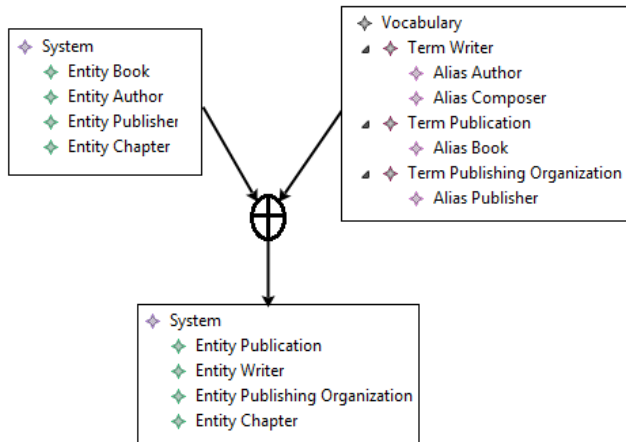 System
Entity Book
Entity Author
Entity Publisher
Entity Chapter
Vocabulary
Term Writer
Alias Author
Alias Composer
Term Publication
Alias Book
Term Publishing Organization
Alias Publisher
System
Entity Publication
Entity Writer
Entity Publishing Organization
Entity Chapter